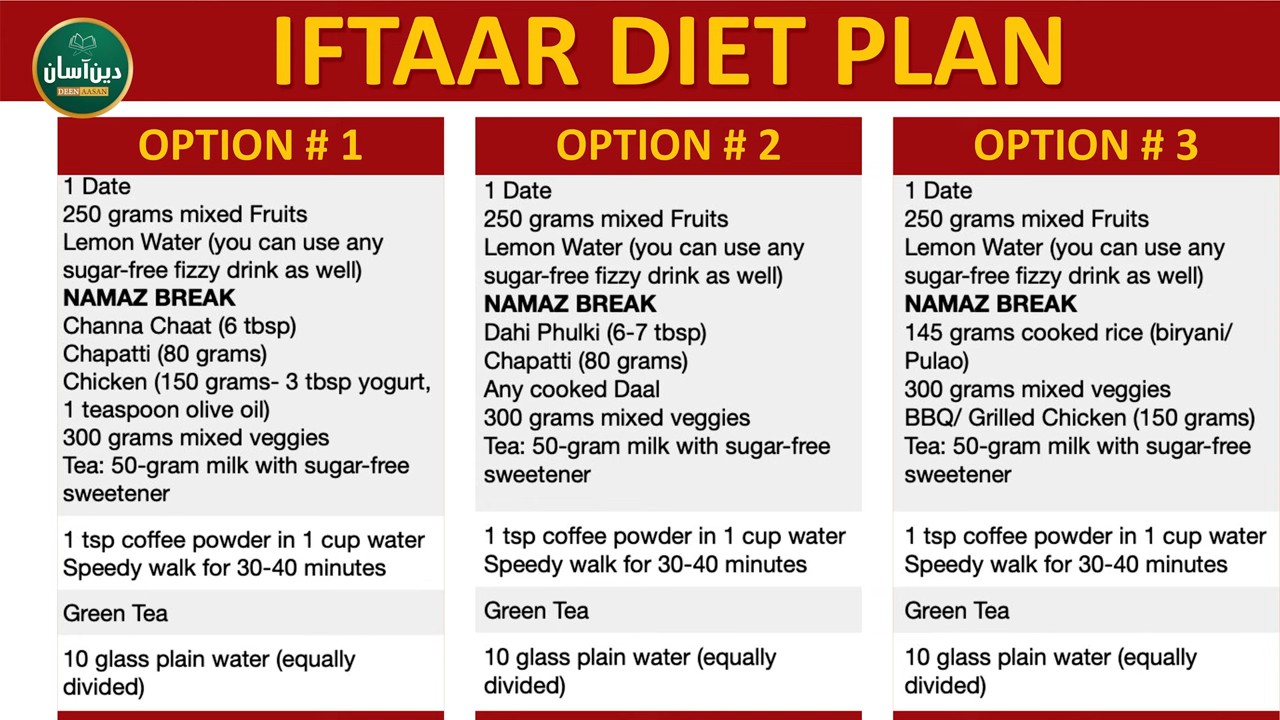 دین آسان
DEEN AASAN
IFTAAR DIET PLAN
OPTION # 1
1 Date
250 grams mixed Fruits
Lemon Water (you can use any
sugar-free fizzy drink as well)
NAMAZ BREAK
Channa Chaat (6 tbsp)
Chapatti (80 grams)
Chicken (150 grams- 3 tbsp yogurt,
1 teaspoon olive oil)
300 grams mixed veggies
Tea: 50-gram milk with sugar-free
sweetener
1 tsp coffee powder in 1 cup water
Speedy walk for 30-40 minutes
Green Tea
10 glass plain water (equally
divided)
OPTION # 2
1 Date
250 grams mixed Fruits
Lemon Water (you can use any
sugar-free fizzy drink as well)
NAMAZ BREAK
Dahi Phulki (6-7 tbsp)
Chapatti (80 grams)
Any cooked Daal
300 grams mixed veggies
Tea: 50-gram milk with sugar-free
sweetener
1 tsp coffee powder in 1 cup water
Speedy walk for 30-40 minutes
Green Tea
10 glass plain water (equally
divided)
OPTION # 3
1 Date
250 grams mixed Fruits
Lemon Water (you can use any
sugar-free fizzy drink as well)
NAMAZ BREAK
145 grams cooked rice (biryani/
Pulao)
300 grams mixed veggies
BBQ/ Grilled Chicken (150 grams)
Tea: 50-gram milk with sugar-free
sweetener
1 tsp coffee powder in 1 cup water
Speedy walk for 30-40 minutes
Green Tea
10 glass plain water (equally
divided)